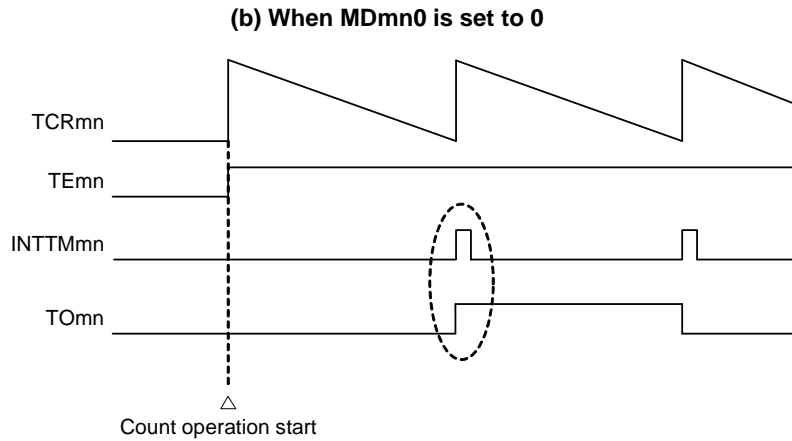 (b) When MDmn0 is set to 0
TCRmn
TEmn
INTTMmn
TOmn
Count operation start